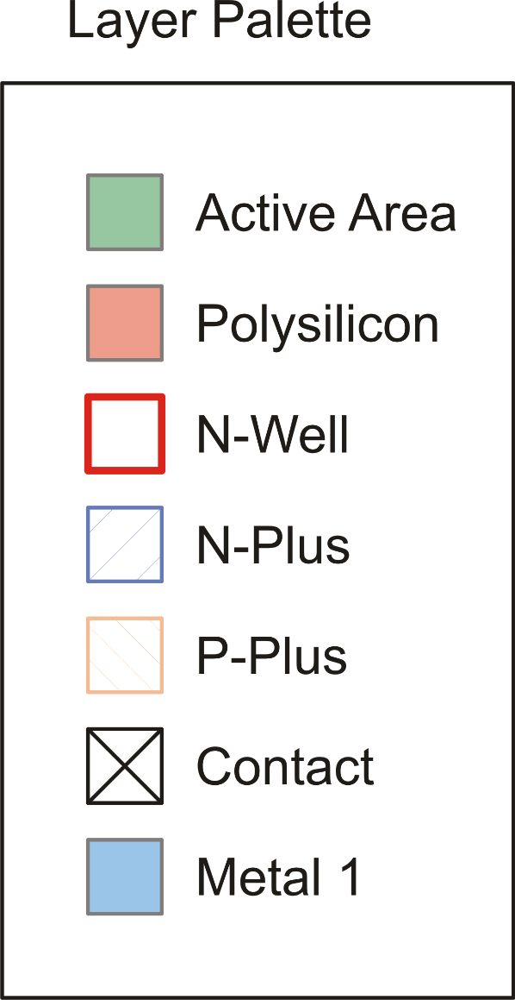 Layer Palette
Active Area
Polysilicon
N-Well
N-Plus
P-Plus
Contact
Metal 1